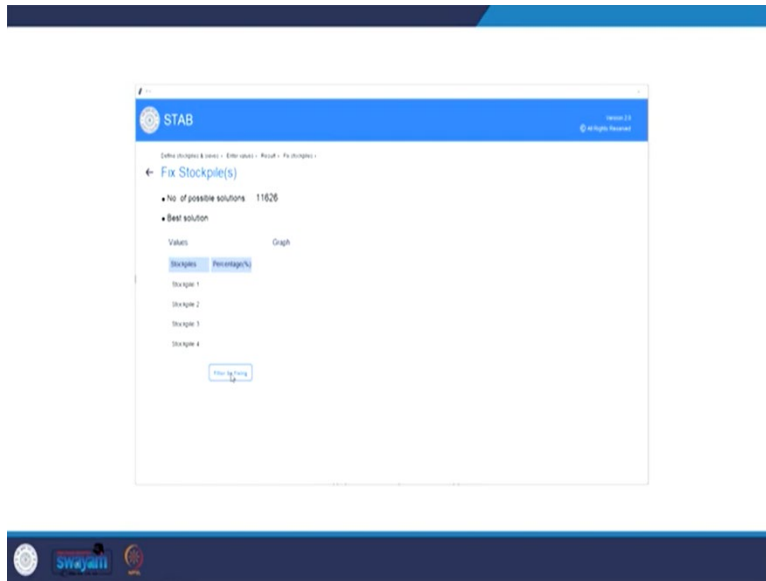 STAB
Version 2.0
© All Rights Reserved
Define stockpiles & sieves › Enter values › Result › Fix stockpiles ›
← Fix Stockpile(s)
• No of possible solutions 11626
• Best solution
Values Graph
Stockpiles Percentage(%)
Stockpile 1
Stockpile 2
Stockpile 3
Stockpile 4
Filter by Fixing
swayam